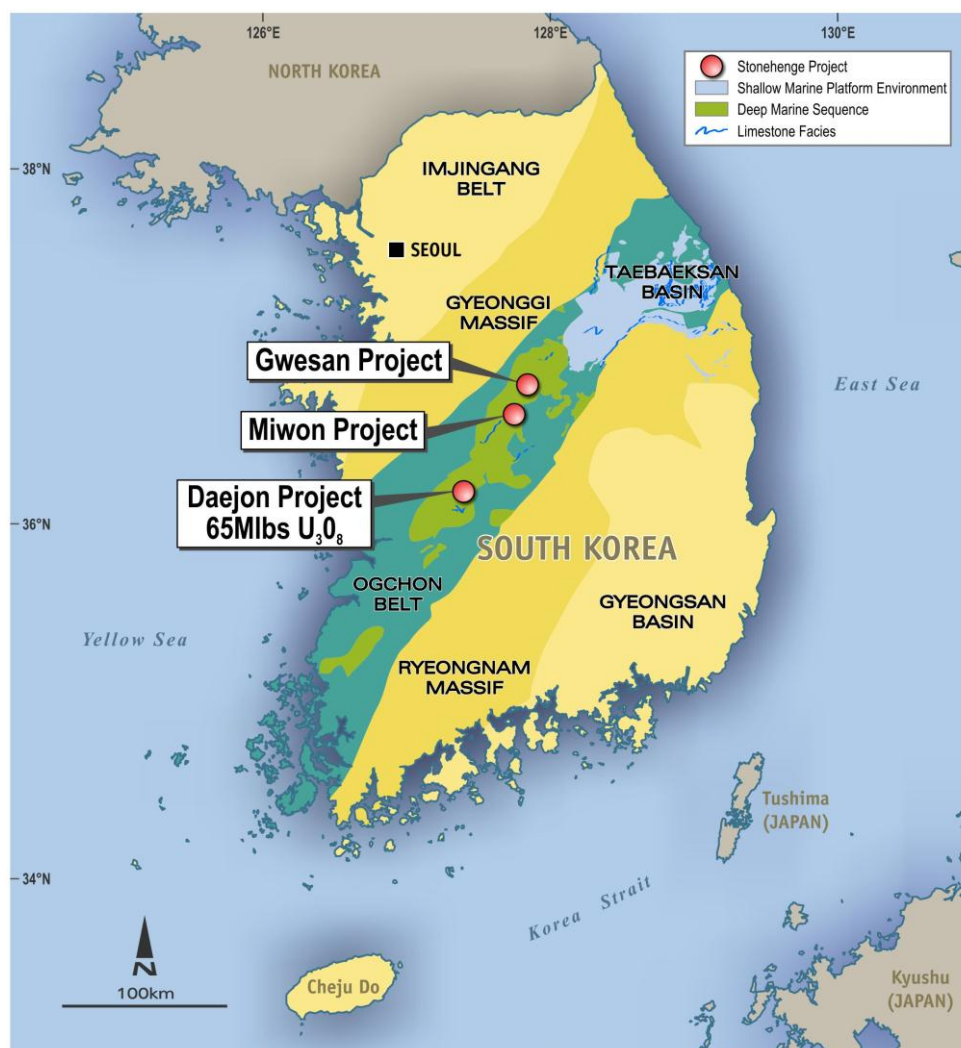 126°E
128°E
130°E
NORTH KOREA
Stonehenge Project
Shallow Marine Platform Environment
Deep Marine Sequence
Limestone Facies
38°N
IMJINGANG
BELT
SEOUL
TAEBAEKSAN
BASIN
GYEONGGI
MASSIF
Gwesan Project
East Sea
Miwon Project
Daejon Project
65Mlbs U₃0₈
36°N
SOUTH KOREA
OGCHON
BELT
GYEONGSAN
BASIN
Yellow Sea
RYEONGNAM
MASSIF
Tushima
(JAPAN)
34°N
Korea Strait
N
100km
Cheju Do
Kyushu
(JAPAN)